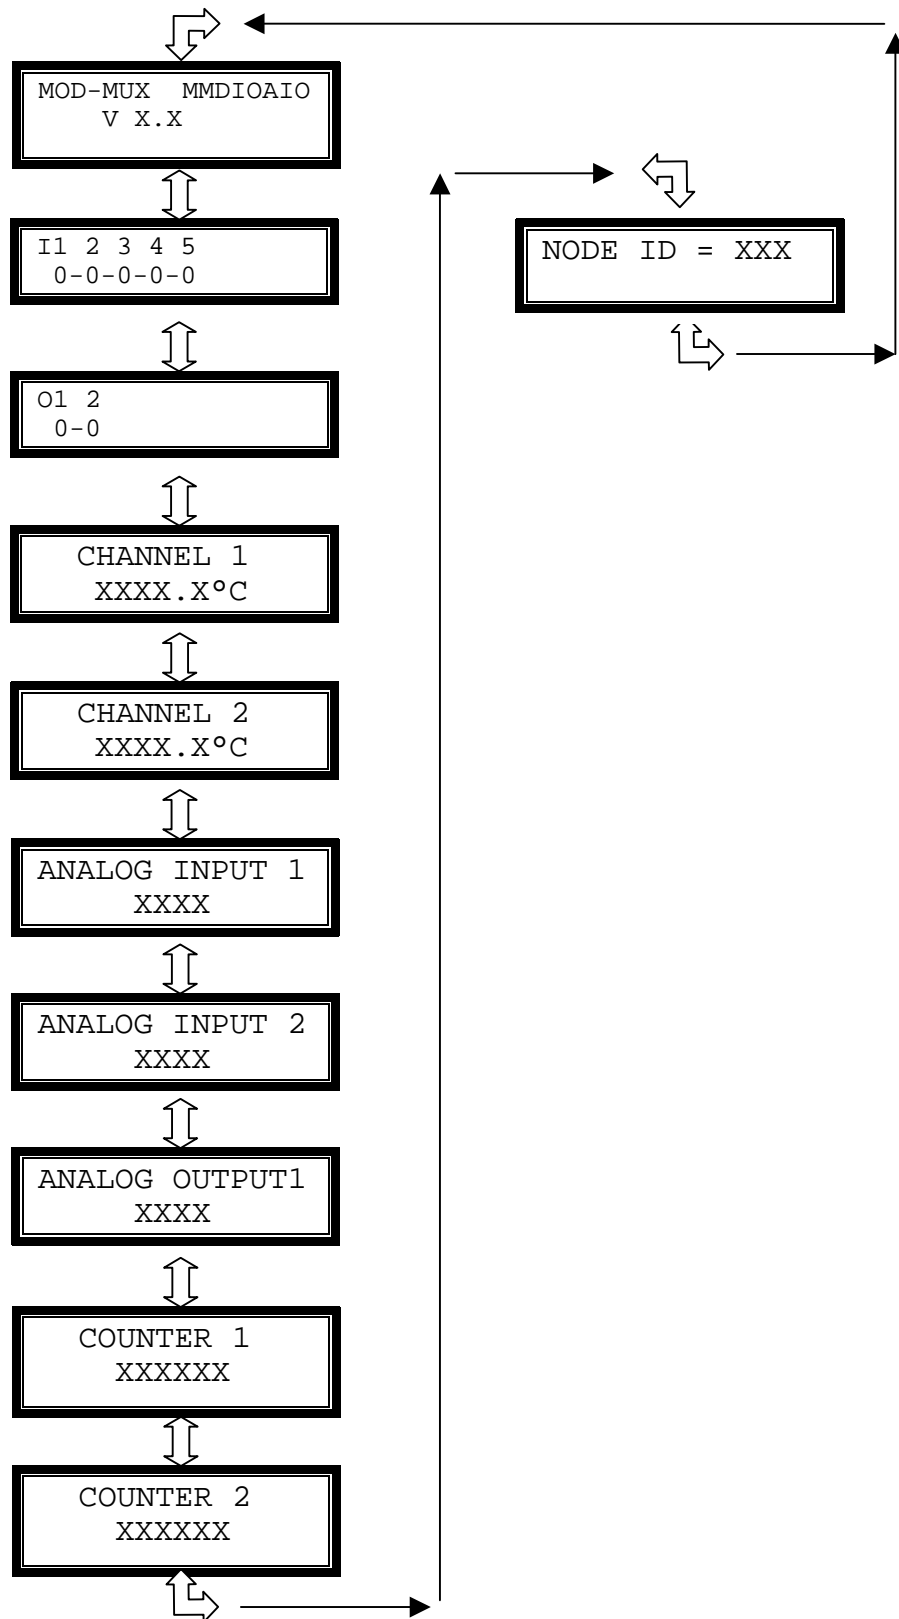 MOD-MUX MMDIOAIO
V X.X
I1 2 3 4 5
0-0-0-0-0
O1 2
0-0
CHANNEL 1
XXXX.X°C
CHANNEL 2
XXXX.X°C
ANALOG INPUT 1
XXXX
ANALOG INPUT 2
XXXX
ANALOG OUTPUT1
XXXX
COUNTER 1
XXXXXX
COUNTER 2
XXXXXX
NODE ID = XXX